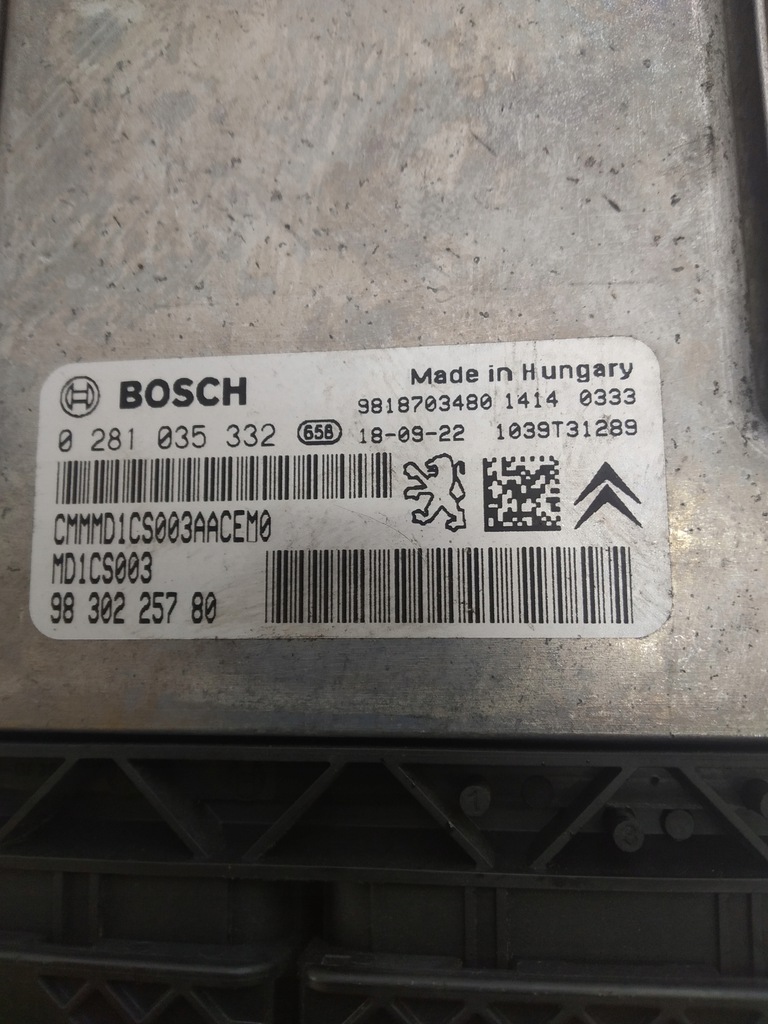 BOSCH
Made in Hungary
9818703480 1414 0333
0 281 035 332 658 18-09-22 1039T31289
CMMMD1CS003AACEM0
MD1CS003
98 302 257 80